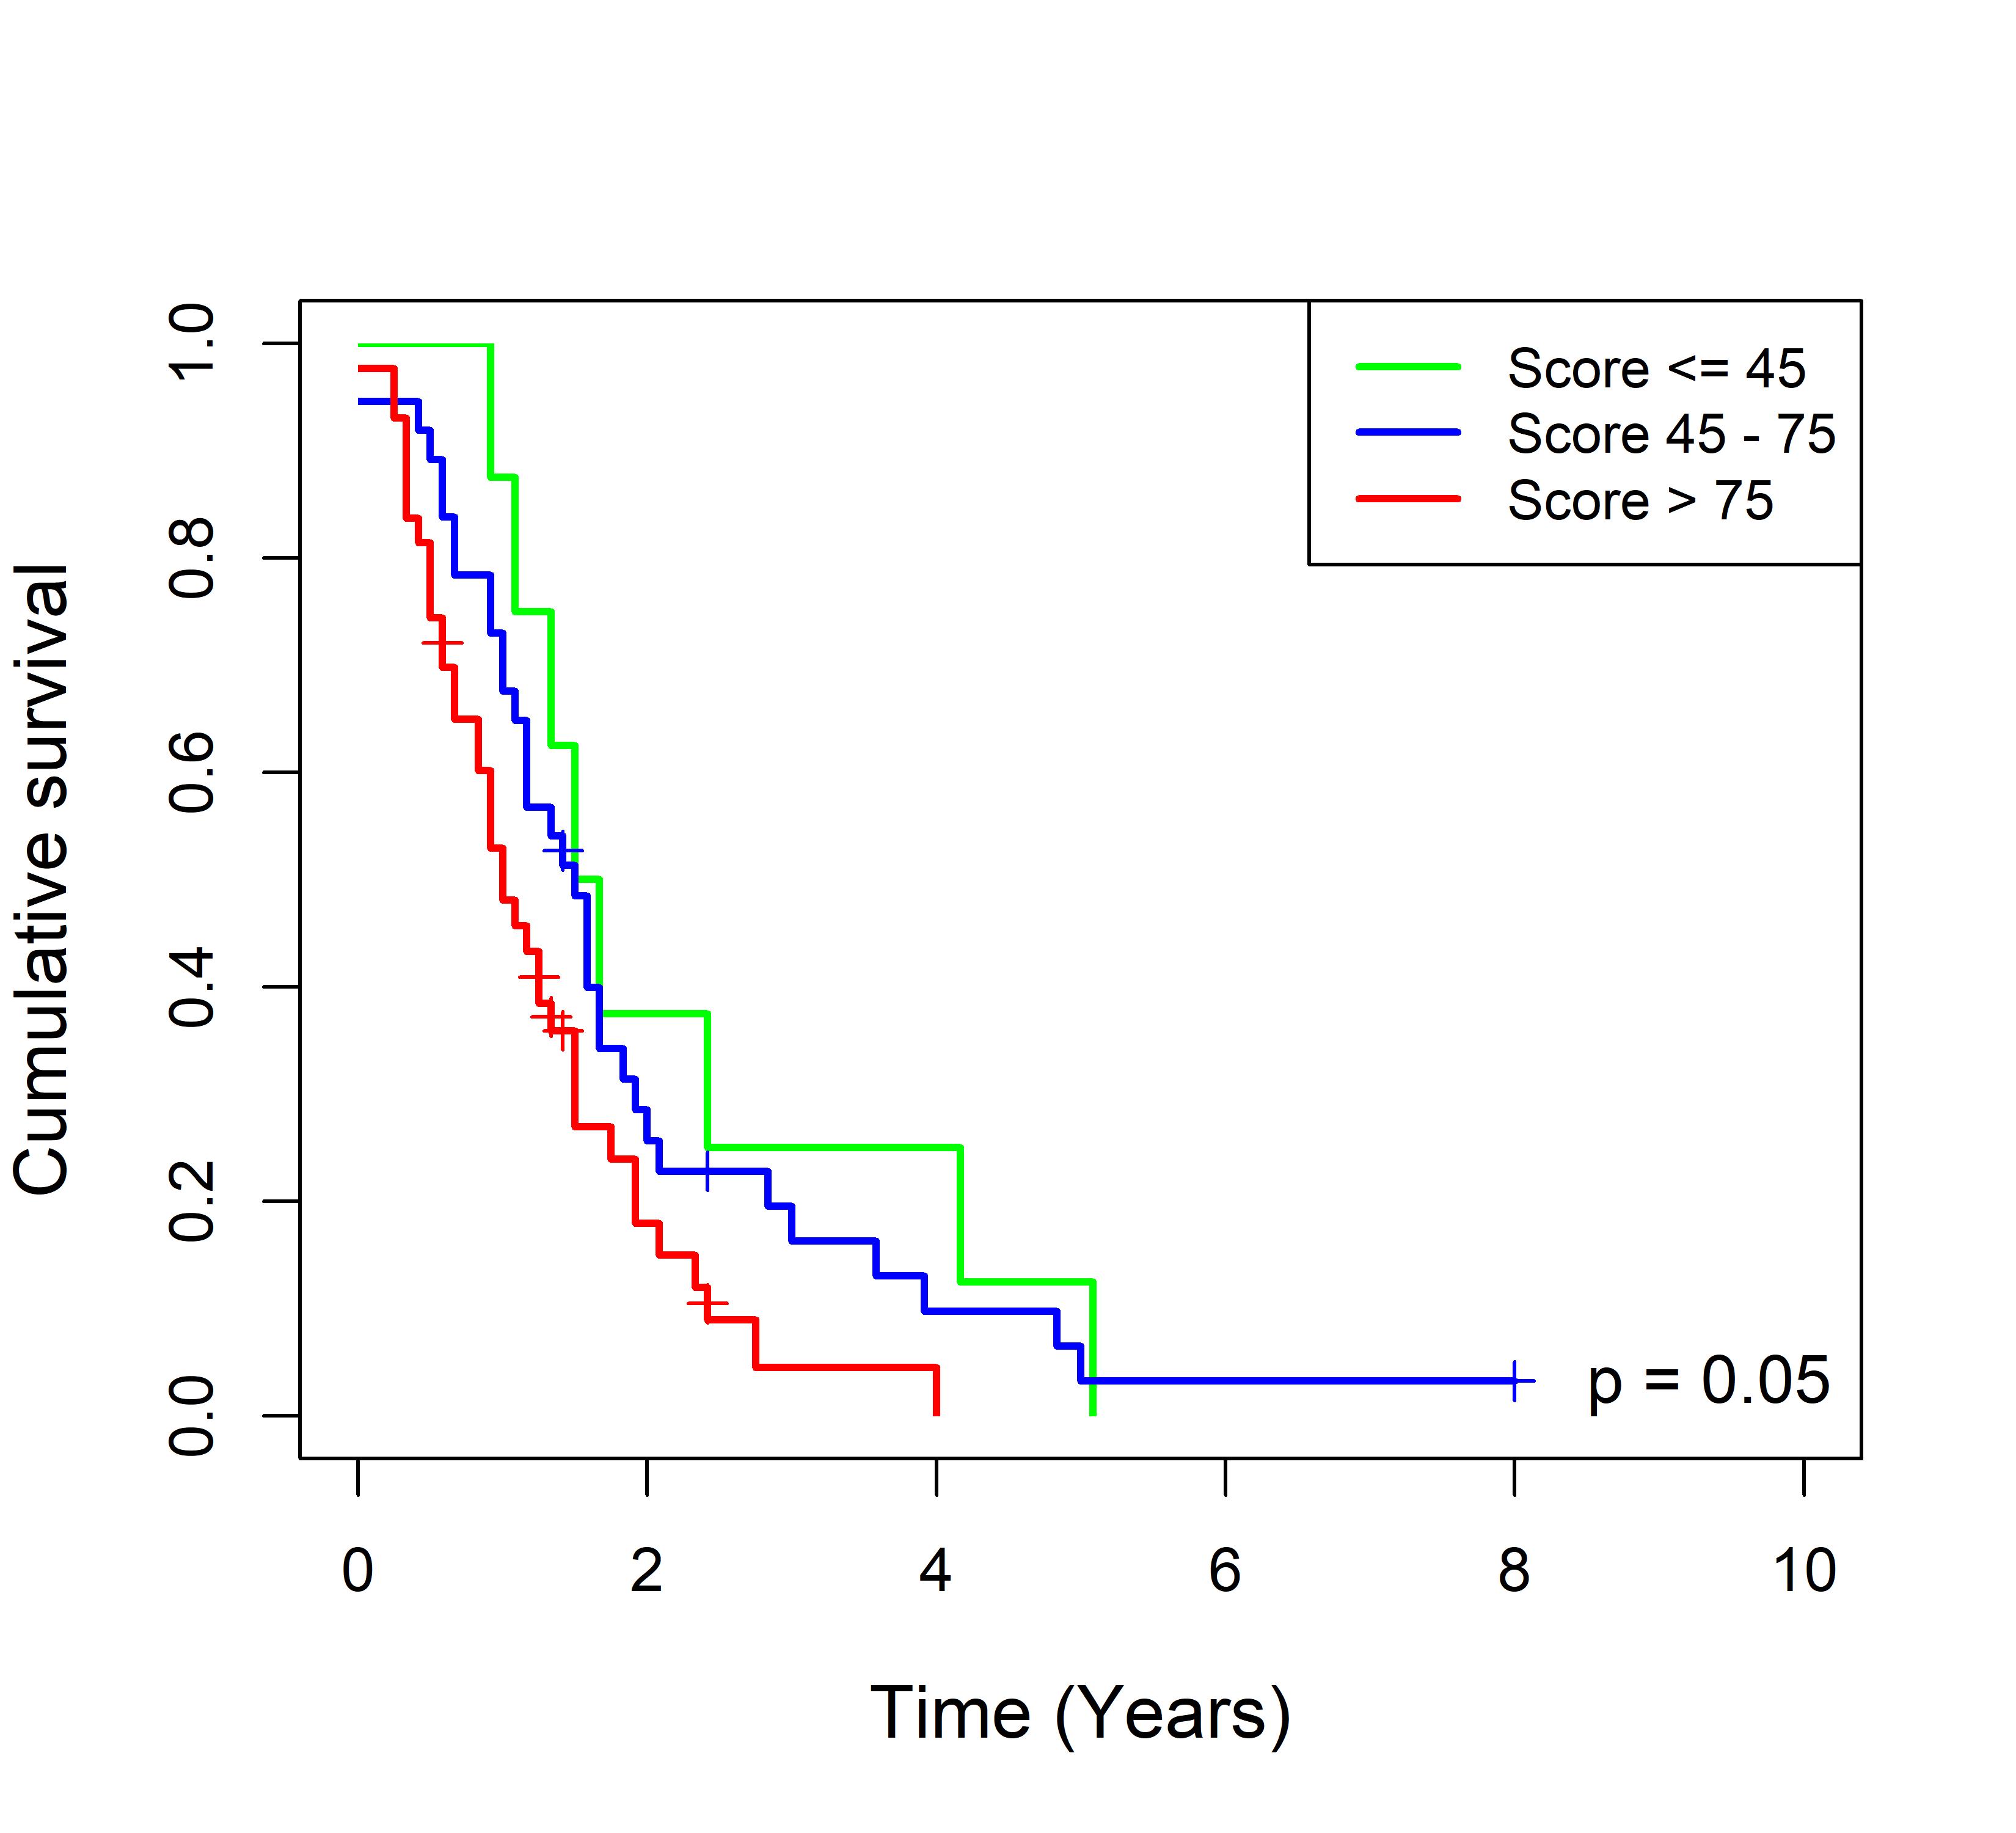 Cumulative survival
1.0
0.8
0.6
0.4
0.2
0.0
Score <= 45
Score 45 - 75
Score > 75
p = 0.05
0 2 4 6 8 10
Time (Years)